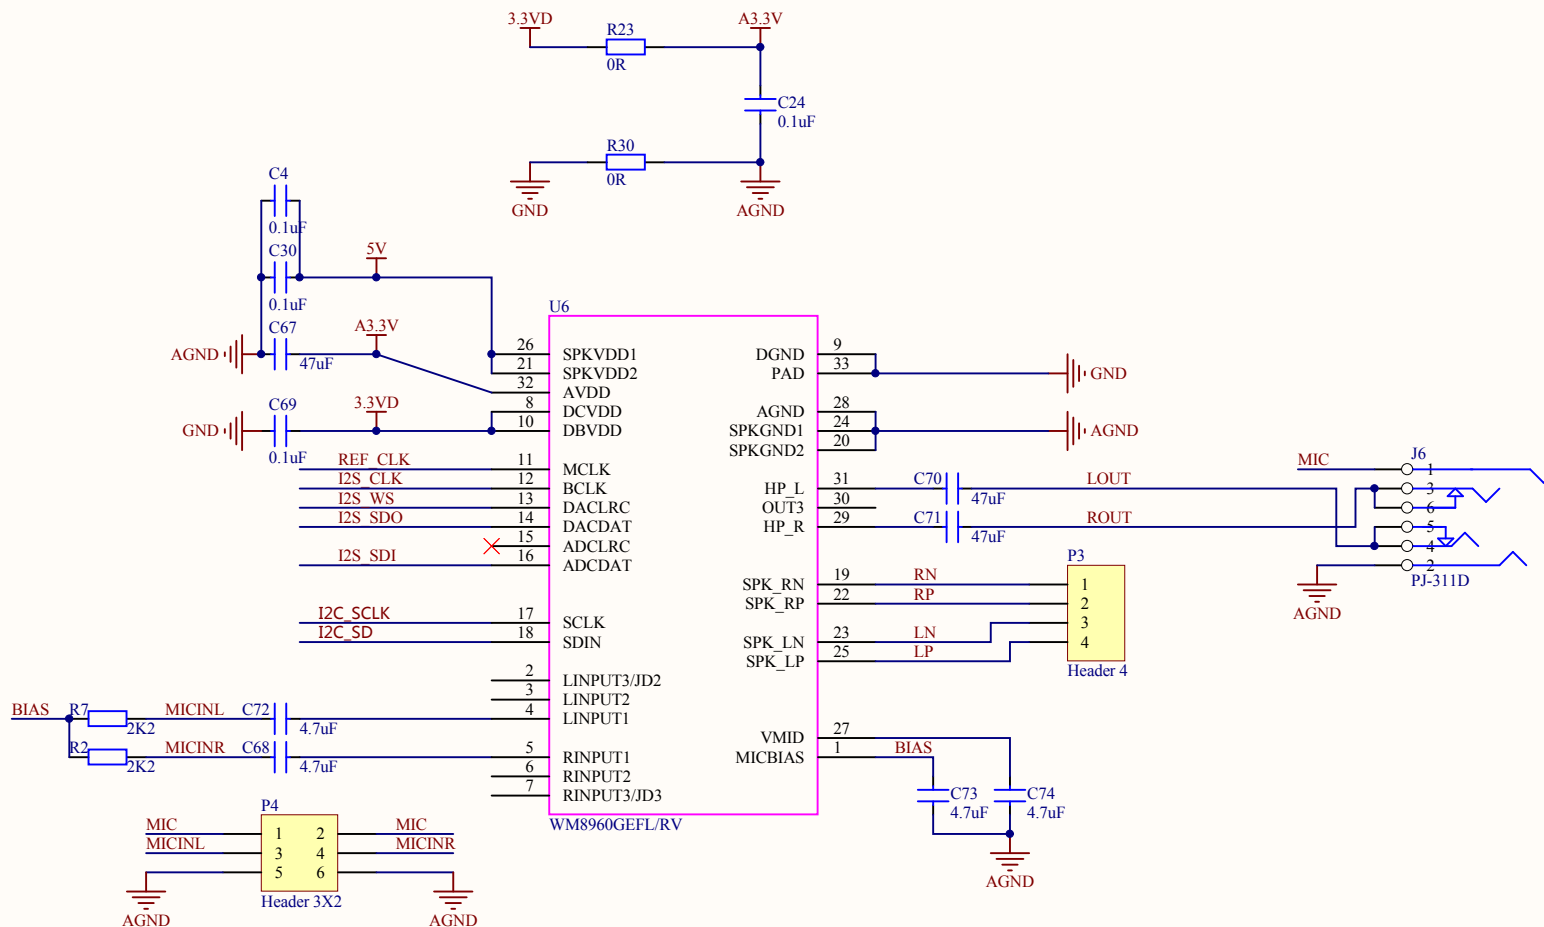 3.3VD
A3.3V
R23
0R
C24
0.1uF
R30
0R
GND
AGND
C4
0.1uF
C30
0.1uF
5V
C67
47uF
A3.3V
AGND
C69
0.1uF
3.3VD
GND
U6
26 SPKVDD1
21 SPKVDD2
32 AVDD
8 DCVDD
10 DBVDD
REF_CLK 11 MCLK
I2S_CLK 12 BCLK
I2S_WS 13 DACLRC
I2S_SDO 14 DACDAT
15 ADCLRC
I2S_SDI 16 ADCDAT
I2C_SCLK 17 SCLK
I2C_SD 18 SDIN
2 LINPUT3/JD2
3 LINPUT2
4 LINPUT1
5 RINPUT1
6 RINPUT2
7 RINPUT3/JD3
WM8960GEFL/RV
DGND 9
PAD 33
GND
AGND 28
SPKGND1 24
SPKGND2 20
AGND
HP_L 31
OUT3 30
HP_R 29
C70
47uF
LOUT
C71
47uF
ROUT
SPK_RN 19 RN
SPK_RP 22 RP
SPK_LN 23 LN
SPK_LP 25 LP
P3
1
2
3
4
Header 4
MIC
J6
1
3
6
5
4
2
PJ-311D
AGND
VMID 27
MICBIAS 1 BIAS
C73
4.7uF
C74
4.7uF
AGND
BIAS
R7
2K2
MICINL
C72
4.7uF
R2
2K2
MICINR
C68
4.7uF
P4
MIC 1 2 MIC
MICINL 3 4 MICINR
5 6
Header 3X2
AGND
AGND